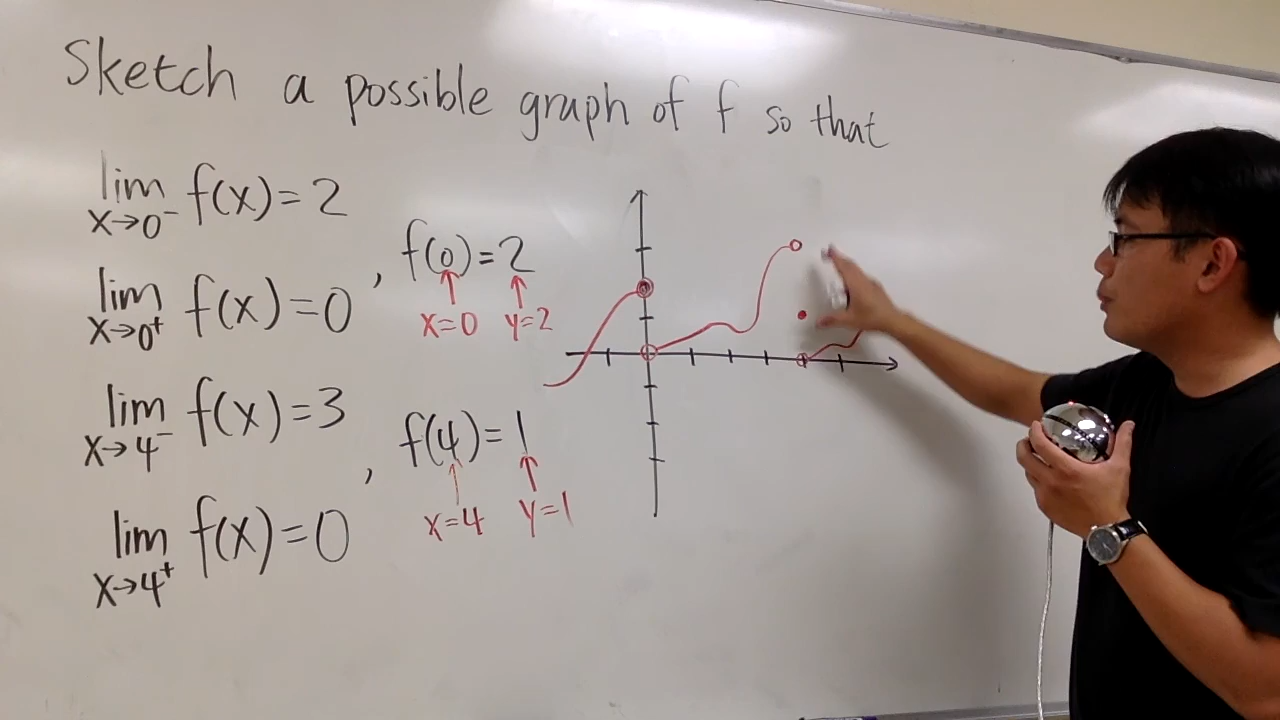 Sketch a possible graph of f so that
lim x→0⁻ f(x)=2
lim x→0⁺ f(x)=0
, f(0)=2
x=0 y=2
lim x→4⁻ f(x)=3
lim x→4⁺ f(x)=0
, f(4)=1
x=4 y=1